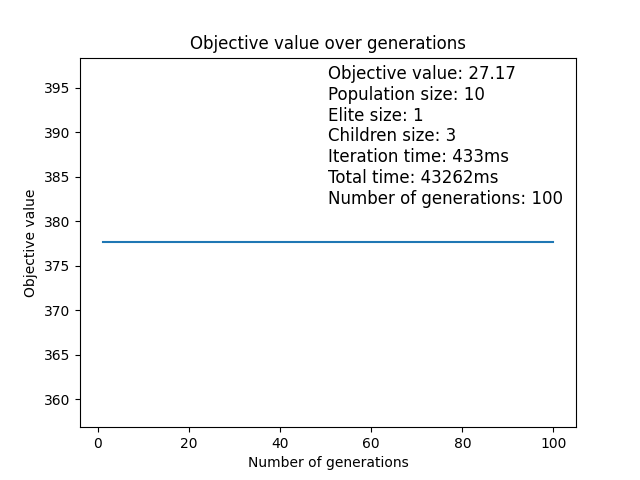 Objective value over generations
Objective value: 27.17
Population size: 10
Elite size: 1
Children size: 3
Iteration time: 433ms
Total time: 43262ms
Number of generations: 100
Objective value
395
390
385
380
375
370
365
360
0 20 40 60 80 100
Number of generations